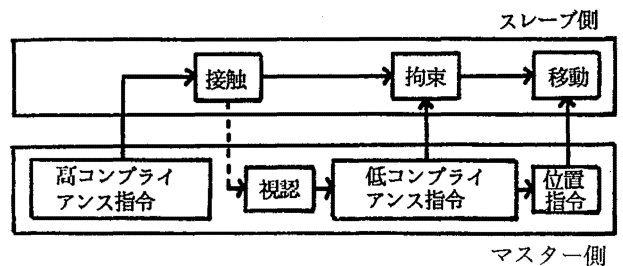 スレーブ側
接触
拘束
移動
高コンプライ
アンス指令
視認
低コンプライ
アンス指令
位置
指令
マスター側